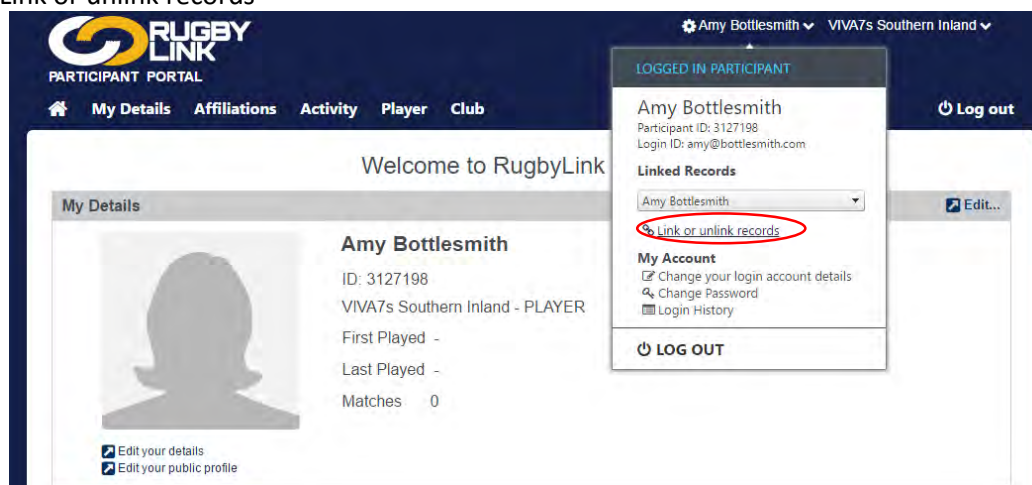 Link or unlink records
RUGBY
LINK
PARTICIPANT PORTAL
Amy Bottlesmith VIVA7s Southern Inland
My Details Affiliations Activity Player Club Log out
LOGGED IN PARTICIPANT
Amy Bottlesmith
Participant ID: 3127198
Login ID: amy@bottlesmith.com
Linked Records
Amy Bottlesmith
Link or unlink records
My Account
Change your login account details
Change Password
Login History
LOG OUT
Welcome to RugbyLink
My Details Edit...
Amy Bottlesmith
ID: 3127198
VIVA7s Southern Inland - PLAYER
First Played -
Last Played -
Matches 0
Edit your details
Edit your public profile